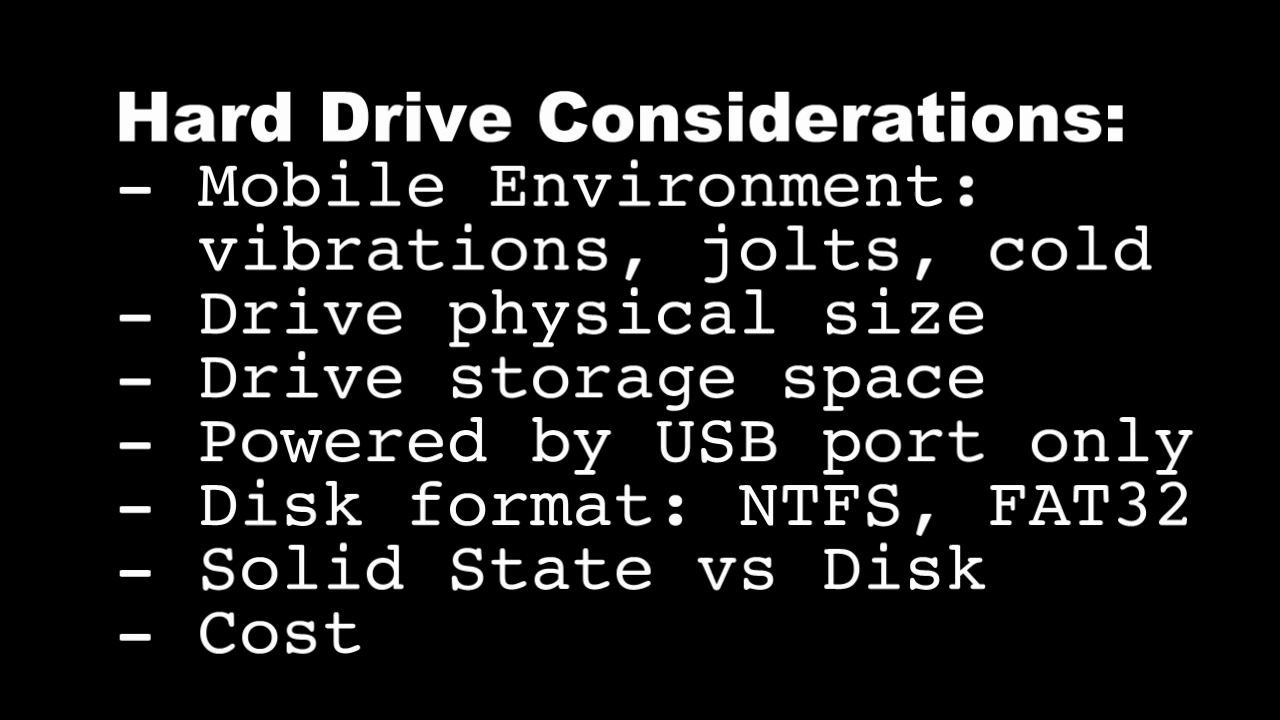 Hard Drive Considerations:
- Mobile Environment:
vibrations, jolts, cold
- Drive physical size
- Drive storage space
- Powered by USB port only
- Disk format: NTFS, FAT32
- Solid State vs Disk
- Cost